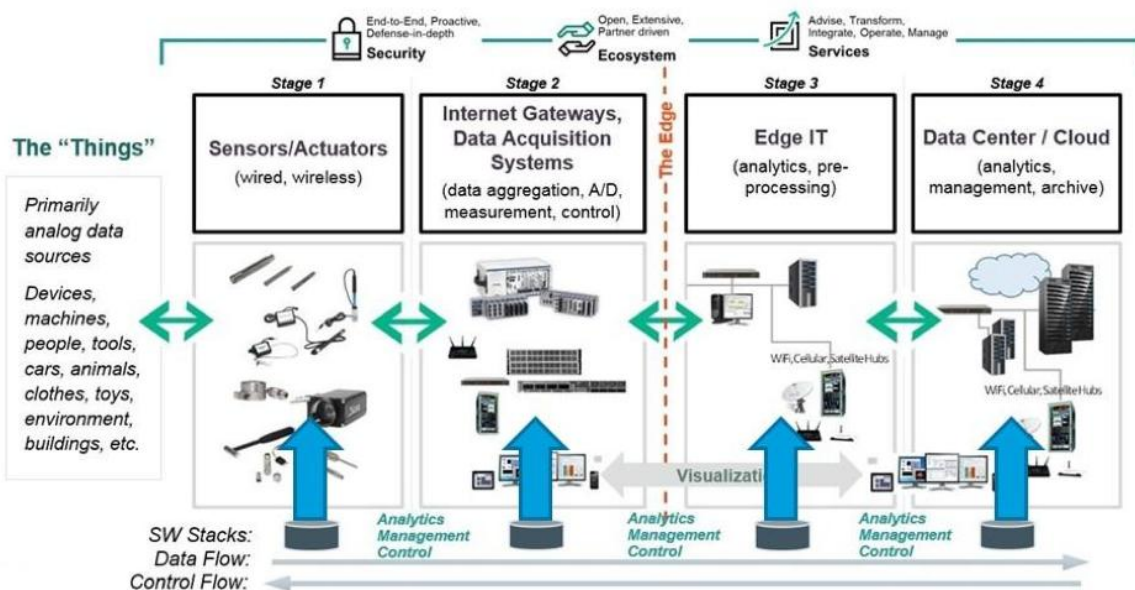 End-to-End, Proactive,
Defense-in-depth
Security
Open, Extensive,
Partner driven
Ecosystem
Advise, Transform,
Integrate, Operate, Manage
Services
Stage 1
Stage 2
Stage 3
Stage 4
The "Things"
Primarily
analog data
sources
Devices,
machines,
people, tools,
cars, animals,
clothes, toys,
environment,
buildings, etc.
Sensors/Actuators
(wired, wireless)
Internet Gateways,
Data Acquisition
Systems
(data aggregation, A/D,
measurement, control)
The Edge
Edge IT
(analytics, pre-
processing)
Data Center / Cloud
(analytics,
management, archive)
WiFi, Cellular, Satellite Hubs
WiFi, Cellular, Satellite Hubs
Visualizati
SW Stacks:
Analytics
Management
Control
Analytics
Management
Control
Analytics
Management
Control
Data Flow:
Control Flow: